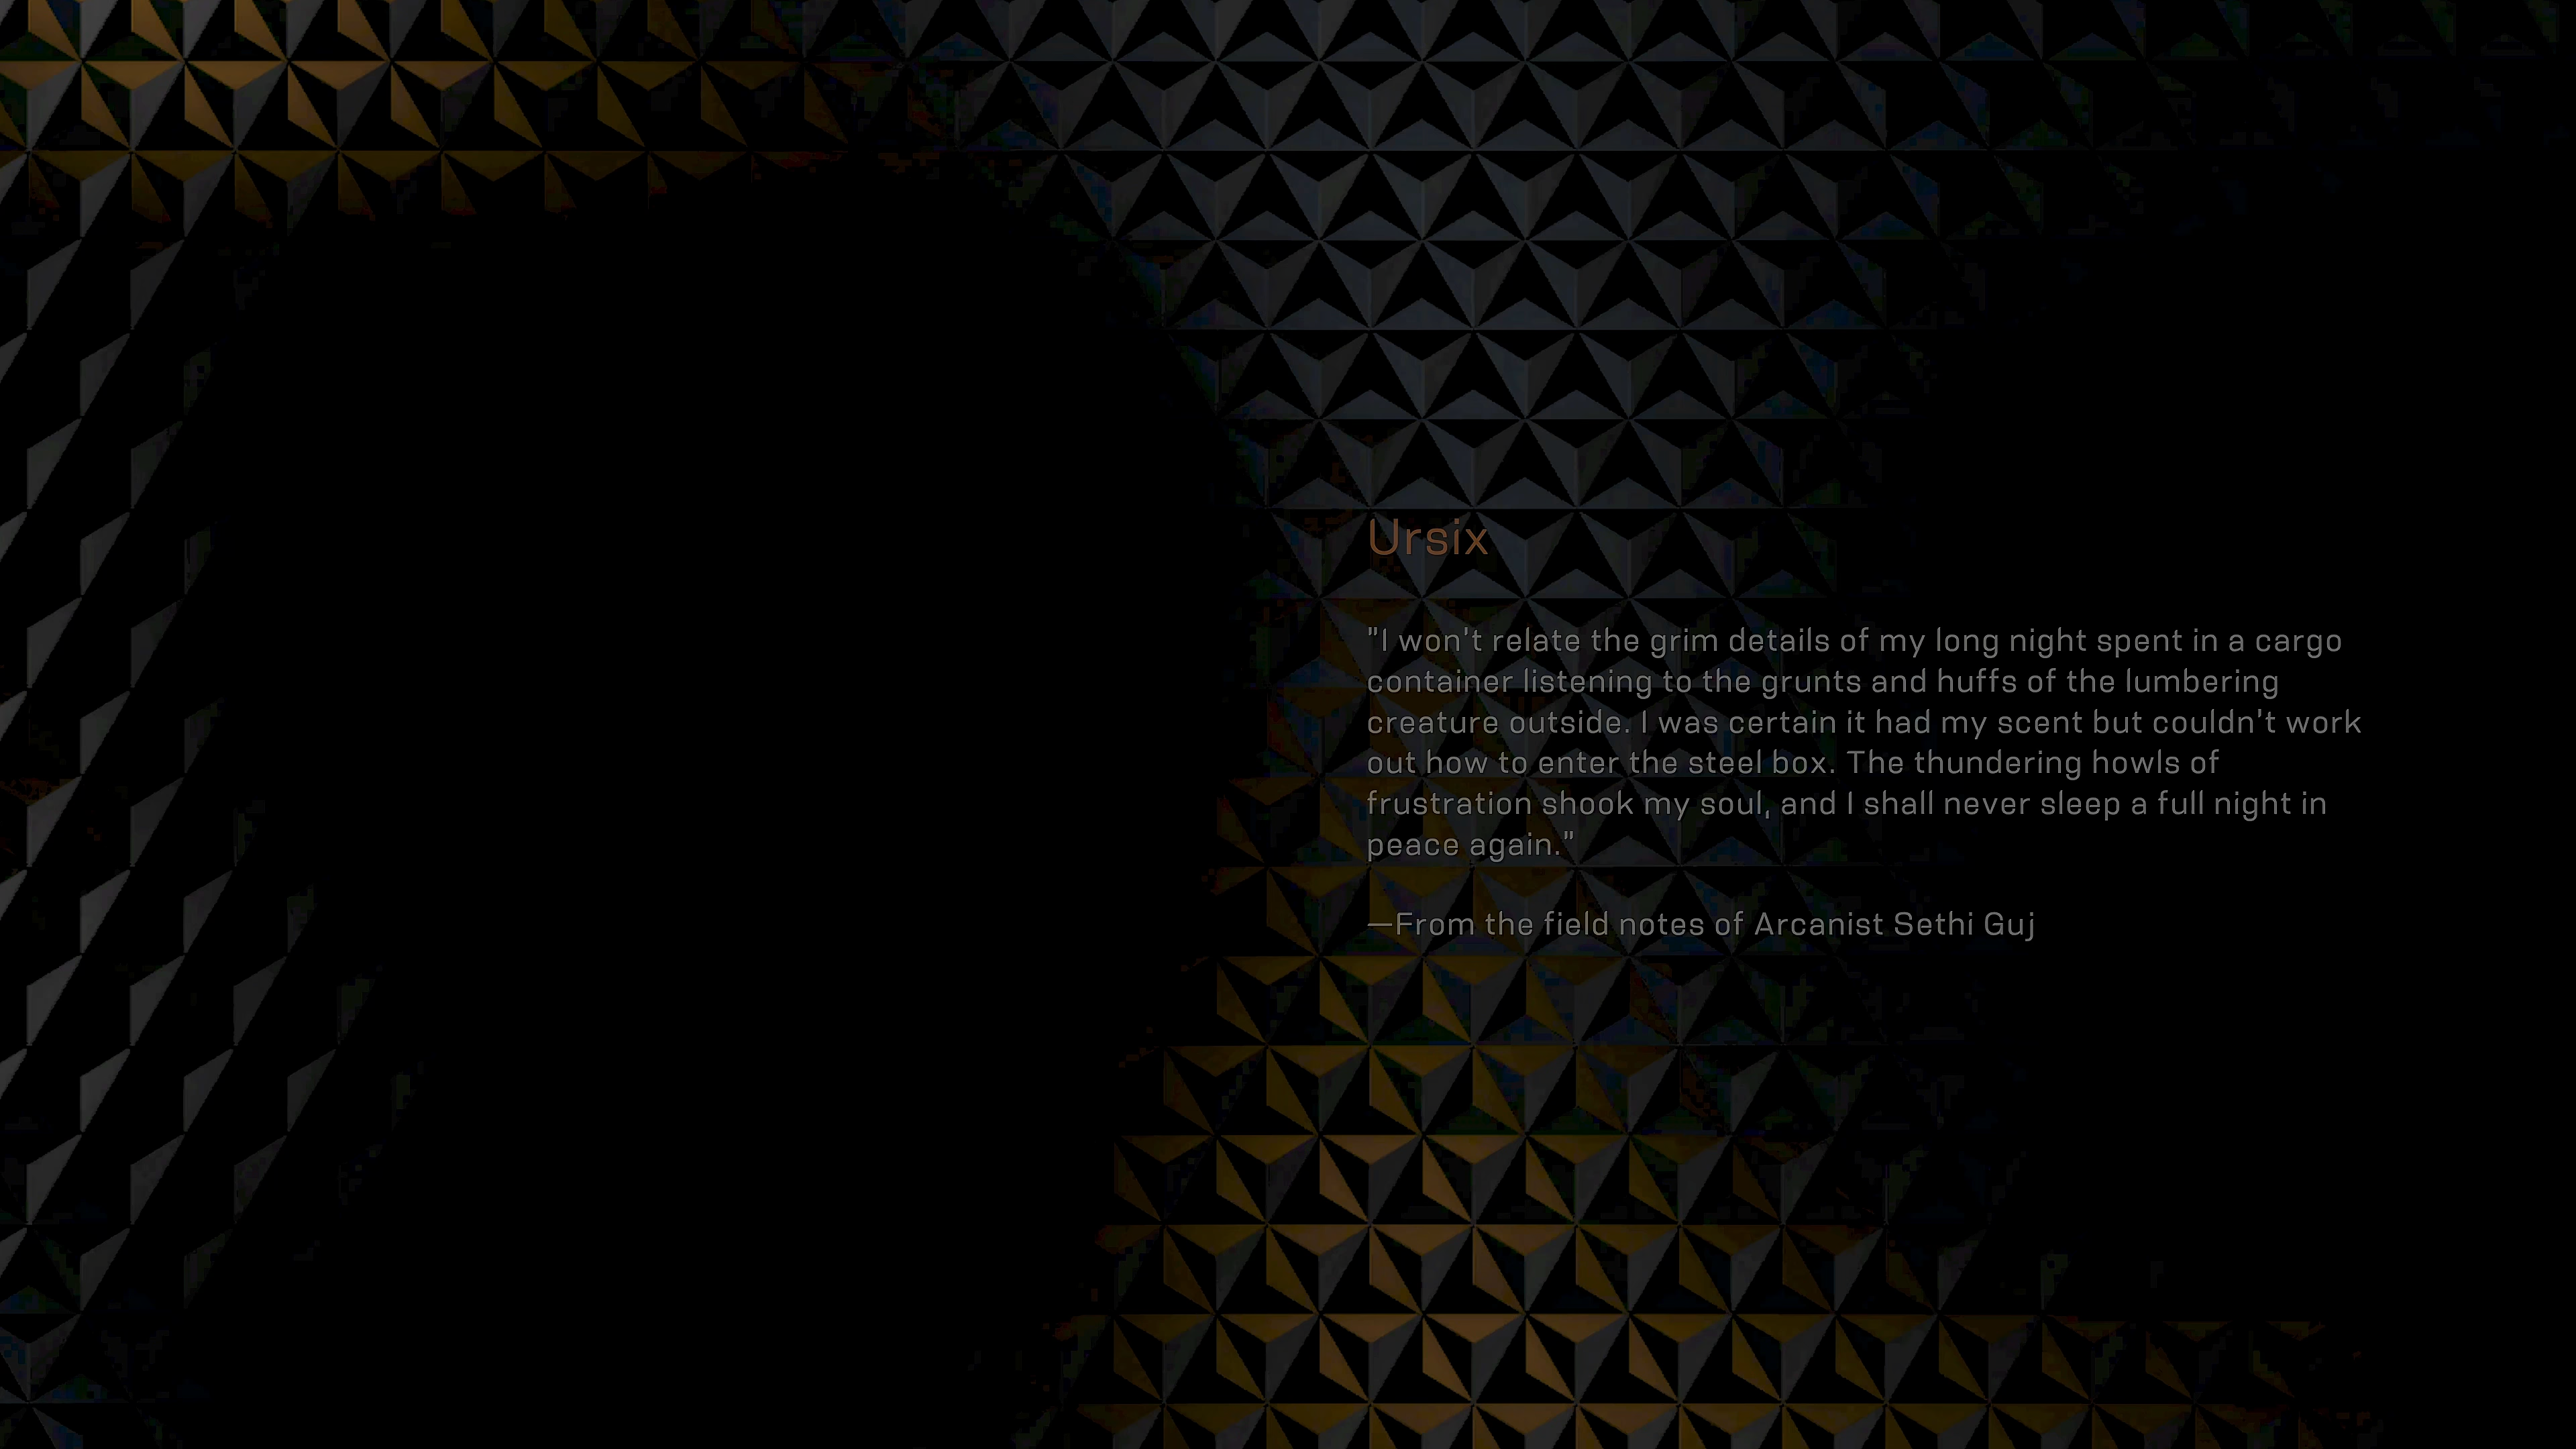 Ursix
"I won't relate the grim details of my long night spent in a cargo
container listening to the grunts and huffs of the lumbering
creature outside. I was certain it had my scent but couldn't work
out how to enter the steel box. The thundering howls of
frustration shook my soul, and I shall never sleep a full night in
peace again."
—From the field notes of Arcanist Sethi Guj